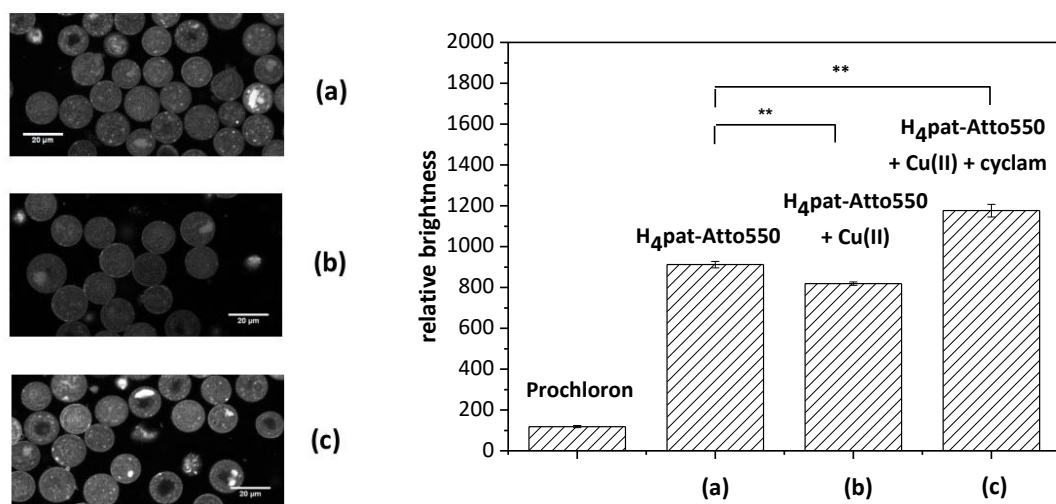 20 µm
(a)
20 µm
(b)
20 µm
(c)
relative brightness
2000
1800
1600
1400
1200
1000
800
600
400
200
0
**
**
H4pat-Atto550
+ Cu(II) + cyclam
H4pat-Atto550
+ Cu(II)
H4pat-Atto550
Prochloron
(a)
(b)
(c)